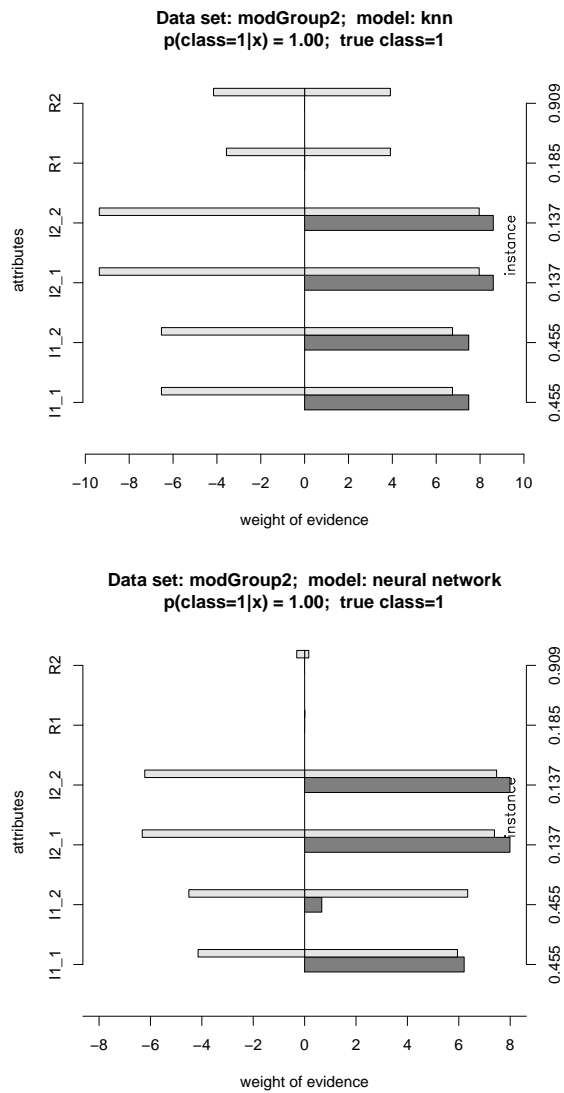 Data set: modGroup2;  model: knn
p(class=1|x) = 1.00;  true class=1
attributes
R2
R1
I2_2
I2_1
I1_2
I1_1
instance
0.909
0.185
0.137
0.137
0.455
0.455
−10 −8 −6 −4 −2 0 2 4 6 8 10
weight of evidence
Data set: modGroup2;  model: neural network
p(class=1|x) = 1.00;  true class=1
attributes
R2
R1
I2_2
I2_1
I1_2
I1_1
instance
0.909
0.185
0.137
0.137
0.455
0.455
−8 −6 −4 −2 0 2 4 6 8
weight of evidence